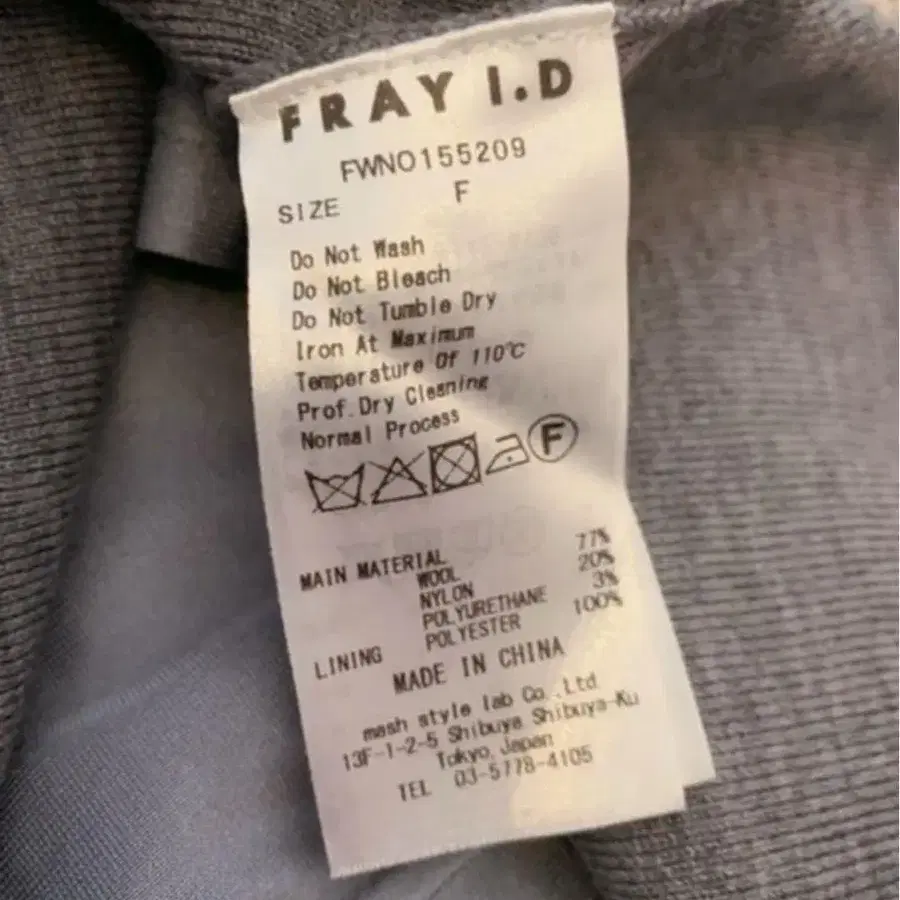 FRAY I.D
FWNO155209
SIZE F
Do Not Wash
Do Not Bleach
Do Not Tumble Dry
Iron At Maximum
Temperature Of 110℃
Prof.Dry Cleaning
Normal Process
F
MAIN MATERIAL
WOOL 77%
NYLON 20%
POLYURETHANE 3%
LINING POLYESTER 100%
MADE IN CHINA
mash style lab Co.,Ltd
13F-1-2-5 Shibuya Shibuya-Ku
Tokyo,Japan
TEL 03-5778-4105